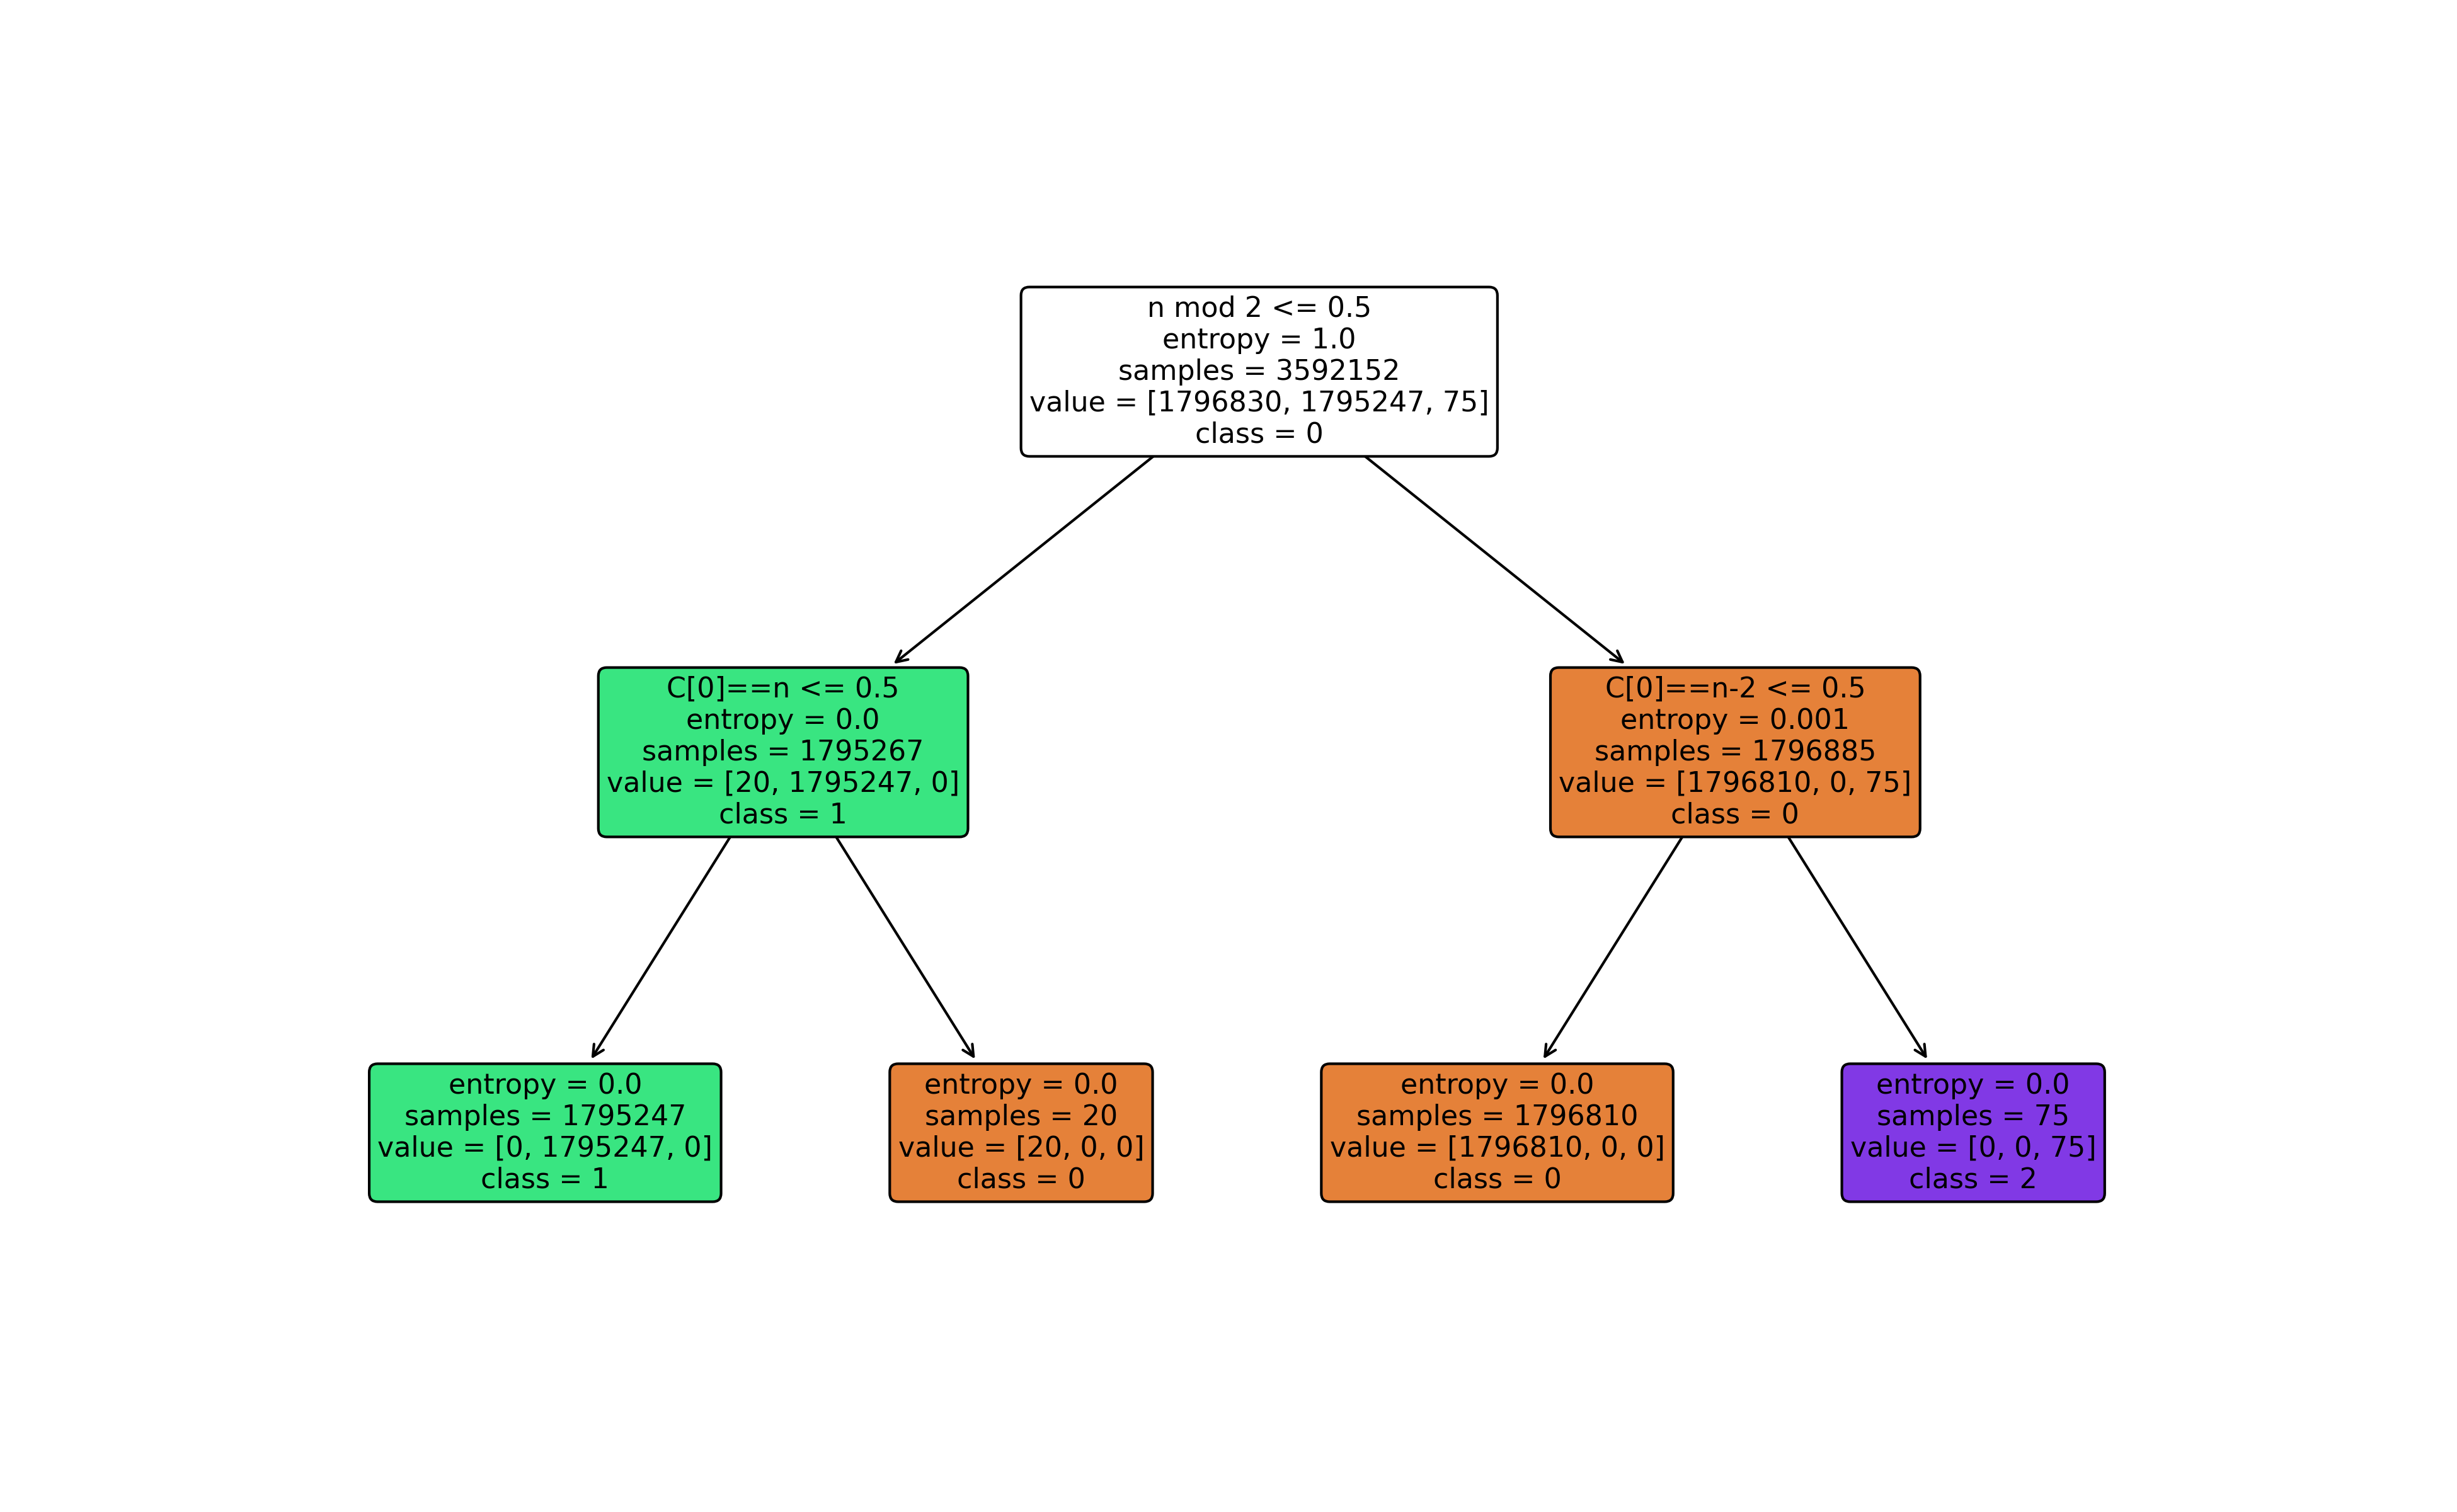 n mod 2 <= 0.5
entropy = 1.0
samples = 3592152
value = [1796830, 1795247, 75]
class = 0
C[0]==n <= 0.5
entropy = 0.0
samples = 1795267
value = [20, 1795247, 0]
class = 1
C[0]==n-2 <= 0.5
entropy = 0.001
samples = 1796885
value = [1796810, 0, 75]
class = 0
entropy = 0.0
samples = 1795247
value = [0, 1795247, 0]
class = 1
entropy = 0.0
samples = 20
value = [20, 0, 0]
class = 0
entropy = 0.0
samples = 1796810
value = [1796810, 0, 0]
class = 0
entropy = 0.0
samples = 75
value = [0, 0, 75]
class = 2